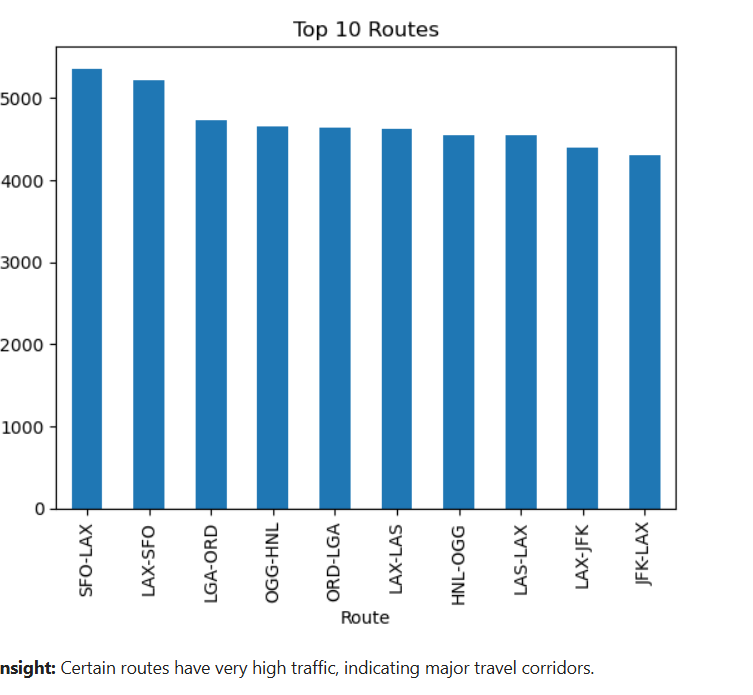 Top 10 Routes
5000
4000
3000
2000
1000
0
SFO-LAX
LAX-SFO
LGA-ORD
OGG-HNL
ORD-LGA
LAX-LAS
HNL-OGG
LAS-LAX
LAX-JFK
JFK-LAX
Route
nsight: Certain routes have very high traffic, indicating major travel corridors.